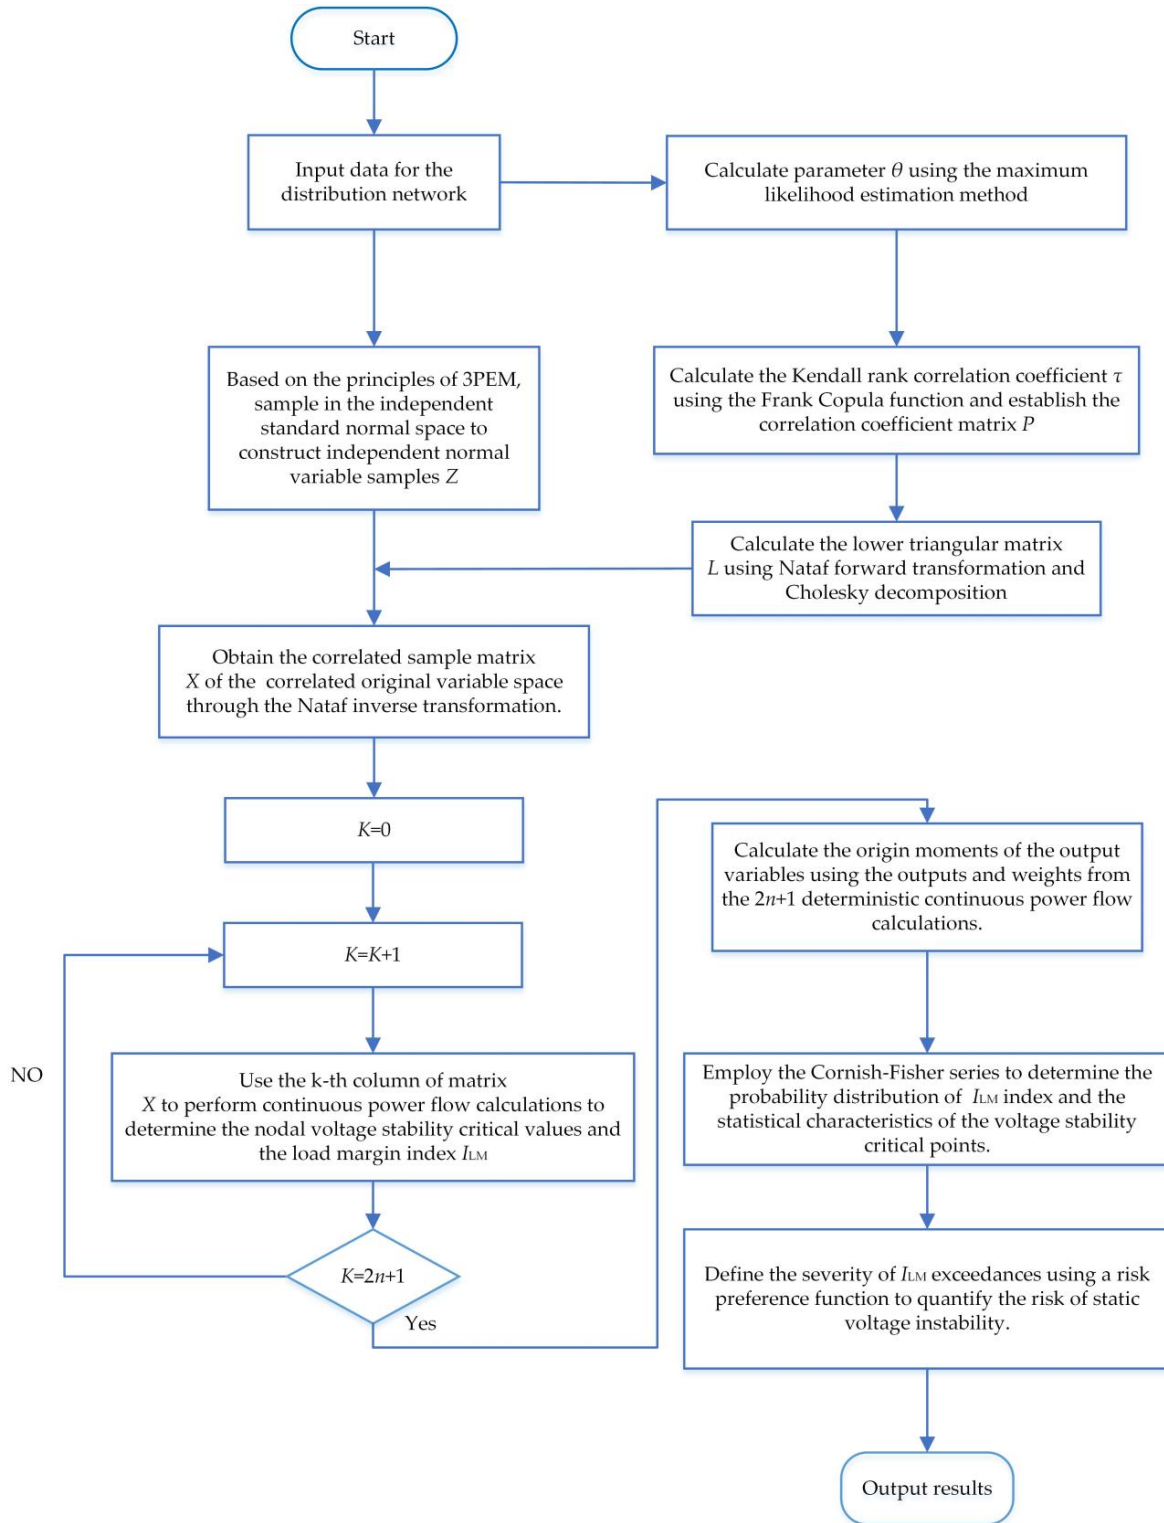 Start
Input data for the
distribution network
Calculate parameter θ using the maximum
likelihood estimation method
Based on the principles of 3PEM,
sample in the independent
standard normal space to
construct independent normal
variable samples Z
Calculate the Kendall rank correlation coefficient τ
using the Frank Copula function and establish the
correlation coefficient matrix P
Calculate the lower triangular matrix
L using Nataf forward transformation and
Cholesky decomposition
Obtain the correlated sample matrix
X of the correlated original variable space
through the Nataf inverse transformation.
K=0
K=K+1
NO
Use the k-th column of matrix
X to perform continuous power flow calculations to
determine the nodal voltage stability critical values and
the load margin index ILM
K=2n+1
Yes
Calculate the origin moments of the output
variables using the outputs and weights from
the 2n+1 deterministic continuous power flow
calculations.
Employ the Cornish-Fisher series to determine the
probability distribution of ILM index and the
statistical characteristics of the voltage stability
critical points.
Define the severity of ILM exceedances using a risk
preference function to quantify the risk of static
voltage instability.
Output results